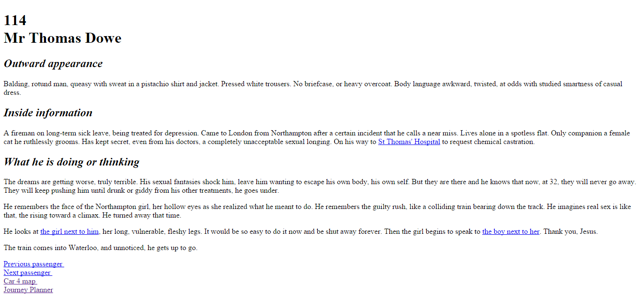 114
Mr Thomas Dowe
Outward appearance
Balding, rotund man, queasy with sweat in a pistachio shirt and jacket. Pressed white trousers. No briefcase, or heavy overcoat. Body language awkward, twisted, at odds with studied smartness of casual
dress.
Inside information
A fireman on long-term sick leave, being treated for depression. Came to London from Northampton after a certain incident that he calls a near miss. Lives alone in a spotless flat. Only companion a female
cat he ruthlessly grooms. Has kept secret, even from his doctors, a completely unacceptable sexual longing. On his way to St Thomas' Hospital to request chemical castration.
What he is doing or thinking
The dreams are getting worse, truly terrible. His sexual fantasies shock him, leave him wanting to escape his own body, his own self. But they are there and he knows that now, at 32, they will never go away.
They will keep pushing him until drunk or giddy from his other treatments, he goes under.
He remembers the face of the Northampton girl, her hollow eyes as she realized what he meant to do. He remembers the guilty rush, like a colliding train bearing down the track. He imagines real sex is like
that, the rising toward a climax. He turned away that time.
He looks at the girl next to him, her long, vulnerable, fleshy legs. It would be so easy to do it now and be shut away forever. Then the girl begins to speak to the boy next to her. Thank you, Jesus.
The train comes into Waterloo, and unnoticed, he gets up to go.
Previous passenger
Next passenger
Car 4 map
Journey Planner